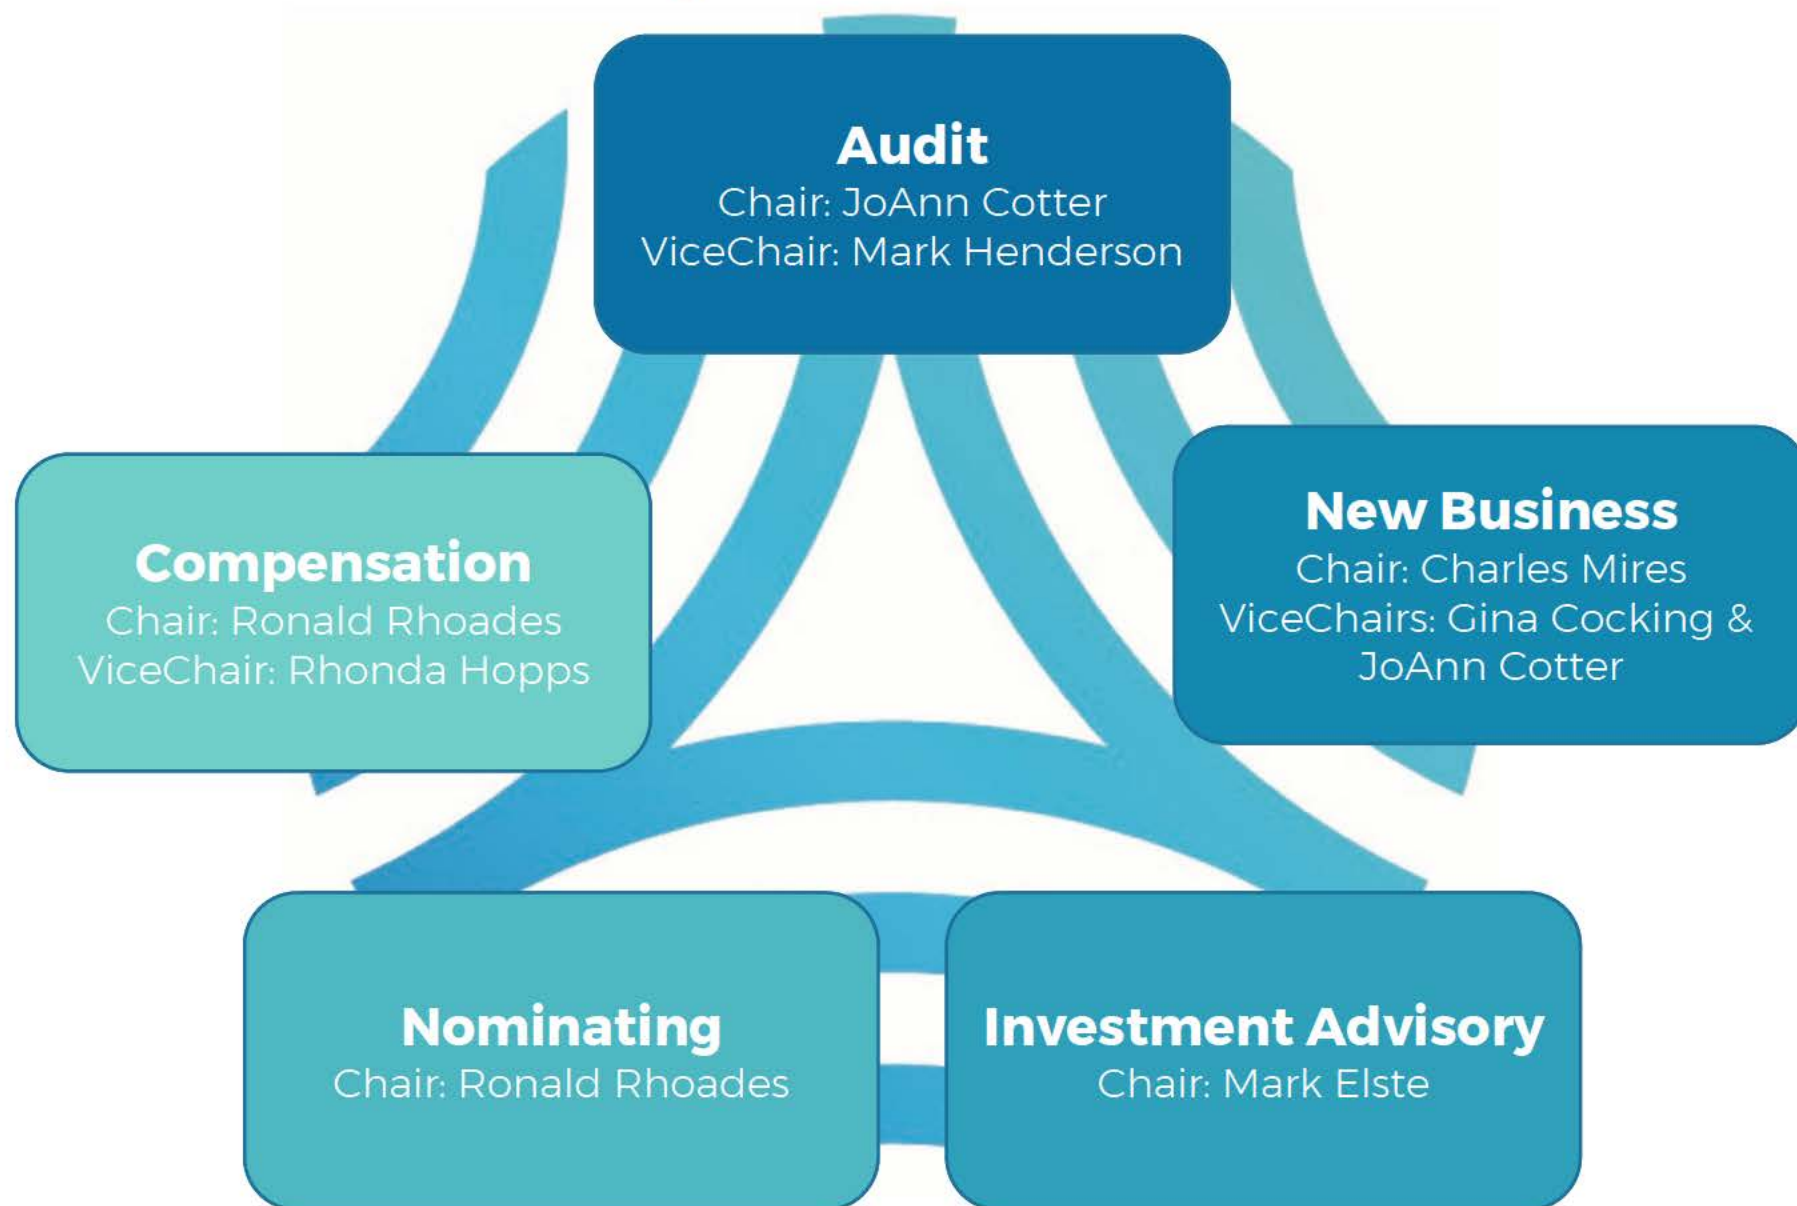 Audit
Chair: JoAnn Cotter
ViceChair: Mark Henderson
Compensation
Chair: Ronald Rhoades
ViceChair: Rhonda Hopps
New Business
Chair: Charles Mires
ViceChairs: Gina Cocking &
JoAnn Cotter
Nominating
Chair: Ronald Rhoades
Investment Advisory
Chair: Mark Elste